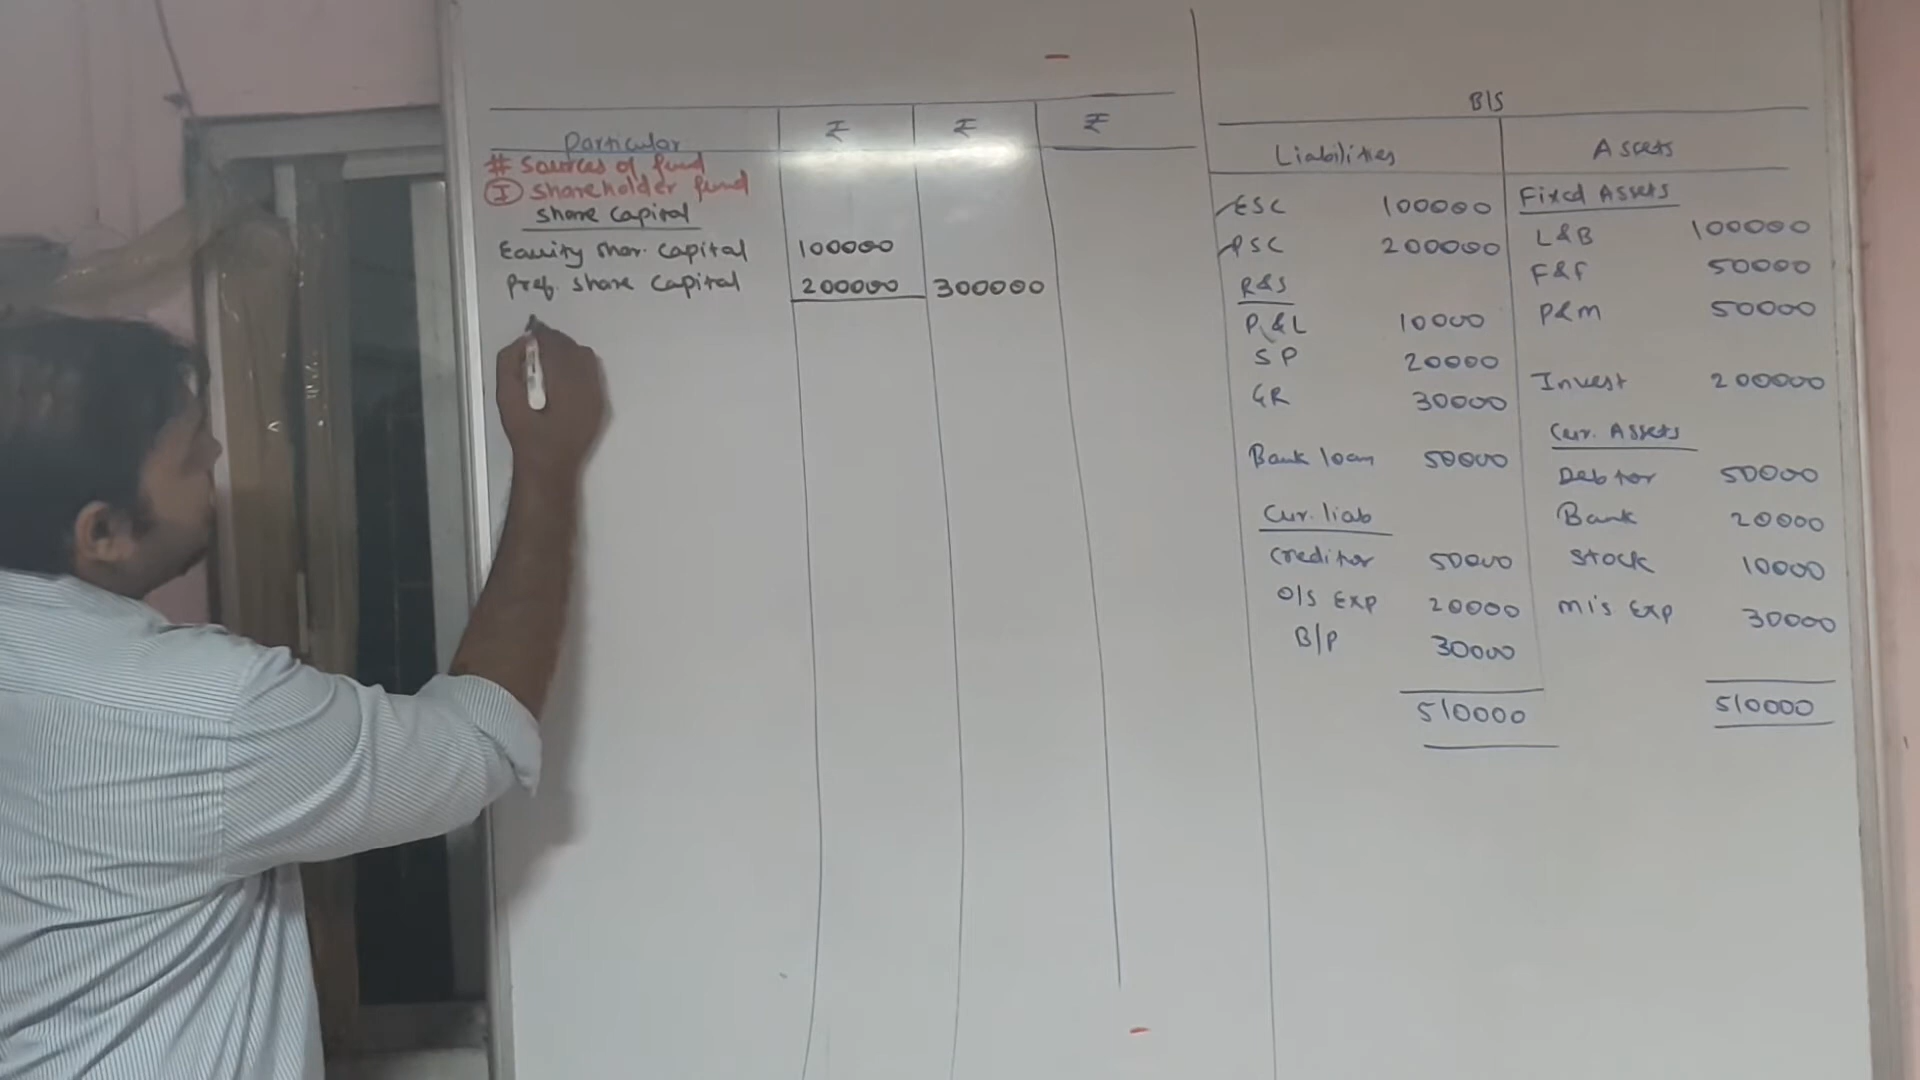 Particular ₹ ₹ ₹
# Sources of fund
I Shareholder fund
Share Capital
Equity Shar. Capital 100000
Pref. Share Capital 200000 300000
B/S
Liabilities Assets
ESC 100000 Fixed Assets
PSC 200000 L&B 100000
R&S F&F 50000
P&L 10000 P&M 50000
SP 20000
GR 30000 Invest 200000
Bank loan 50000 Cur. Assets
Cur. liab Debtor 50000
Creditor 50000 Bank 20000
O/S Exp 20000 Stock 10000
B/P 30000 Mis Exp 30000
510000 510000